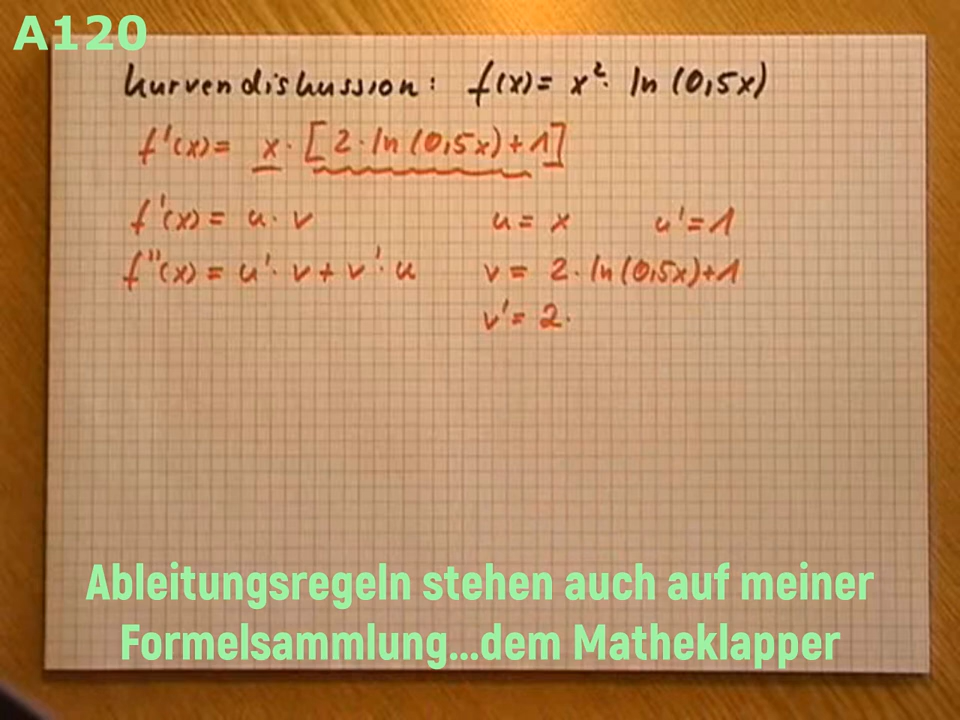 A120
Kurvendiskussion: f(x)= x²· ln(0,5x)
f'(x)= x·[2·ln(0,5x)+1]
f'(x)= u·v u= x u'=1
f''(x)= u'·v+v'·u v= 2·ln(0,5x)+1
v'= 2·
Ableitungsregeln stehen auch auf meiner
Formelsammlung...dem Matheklapper